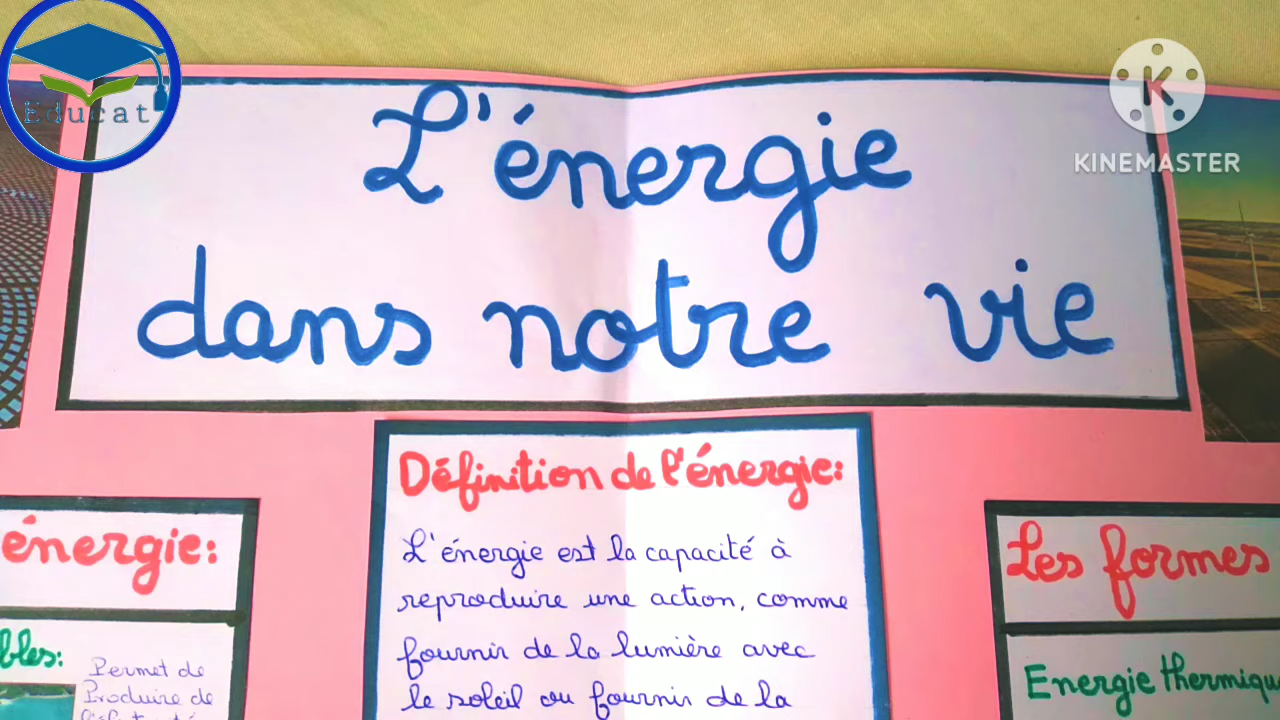 Educat
KINEMASTER
L'énergie
dans notre vie
Définition de l'énergie:
L'énergie est la capacité à
reproduire une action, comme
fournir de la lumière avec
le soleil ou fournir de la
énergie:
bles:
Permet de
Produire de
Les formes
Energie thermique